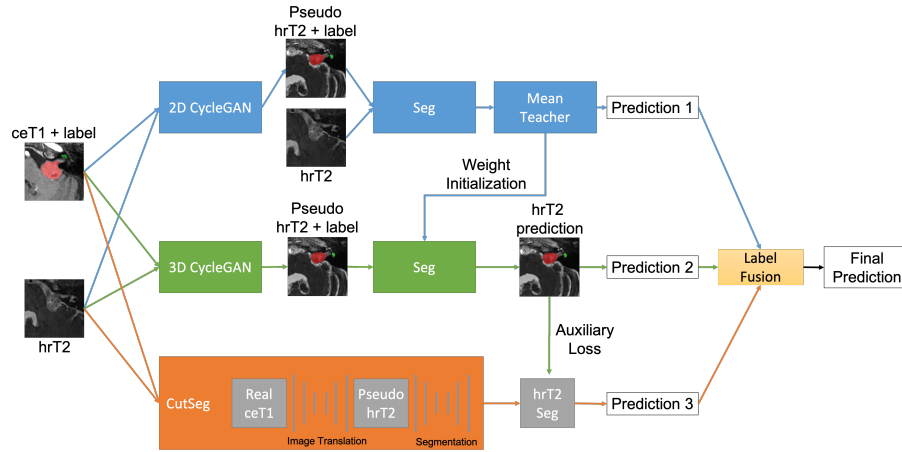 Pseudo
hrT2 + label
2D CycleGAN
Seg
Mean
Teacher
Prediction 1
ceT1 + label
hrT2
Weight
Initialization
Pseudo
hrT2 + label
hrT2
prediction
3D CycleGAN
Seg
Prediction 2
Label
Fusion
Final
Prediction
hrT2
Auxiliary
Loss
CutSeg
Real
ceT1
Image Translation
Pseudo
hrT2
Segmentation
hrT2
Seg
Prediction 3